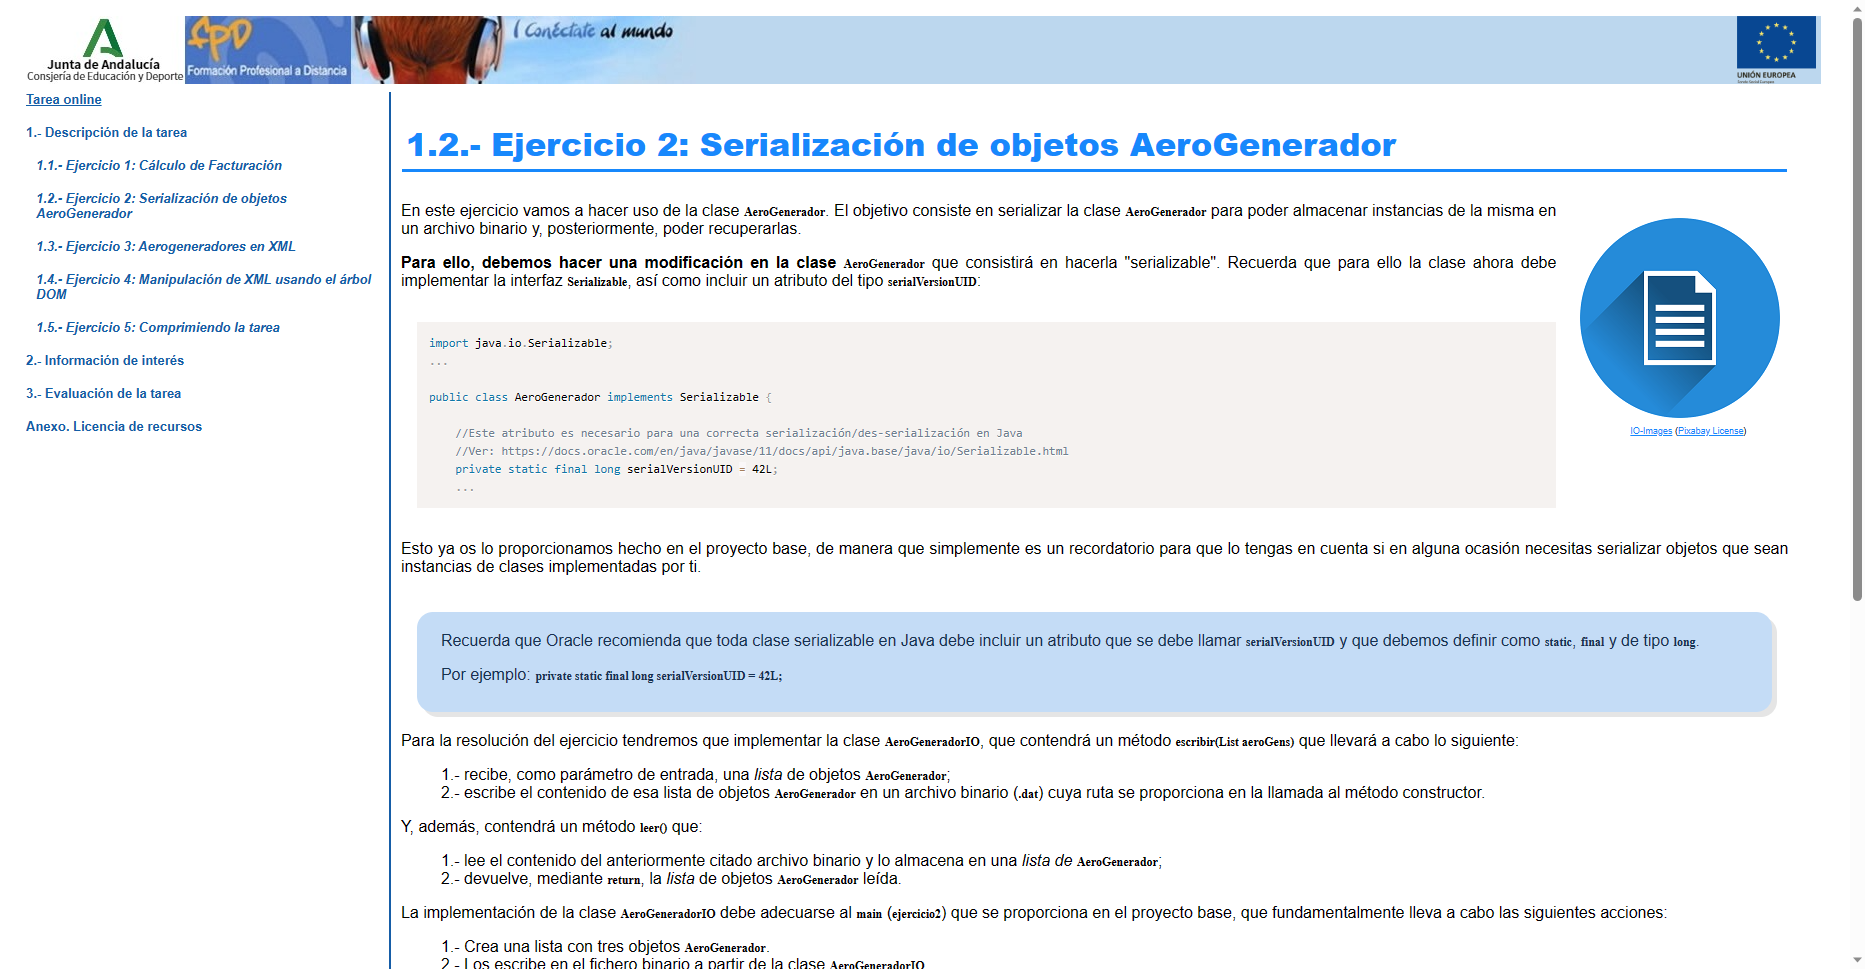 Junta de Andalucía
Consejería de Educación y Deporte
FPD
Formación Profesional a Distancia
Conéctate al mundo
UNIÓN EUROPEA
Fondo Social Europeo
Tarea online
1.- Descripción de la tarea
1.1.- Ejercicio 1: Cálculo de Facturación
1.2.- Ejercicio 2: Serialización de objetos
AeroGenerador
1.3.- Ejercicio 3: Aerogeneradores en XML
1.4.- Ejercicio 4: Manipulación de XML usando el árbol
DOM
1.5.- Ejercicio 5: Comprimiendo la tarea
2.- Información de interés
3.- Evaluación de la tarea
Anexo. Licencia de recursos
1.2.- Ejercicio 2: Serialización de objetos AeroGenerador
En este ejercicio vamos a hacer uso de la clase AeroGenerador. El objetivo consiste en serializar la clase AeroGenerador para poder almacenar instancias de la misma en
un archivo binario y, posteriormente, poder recuperarlas.
Para ello, debemos hacer una modificación en la clase AeroGenerador que consistirá en hacerla "serializable". Recuerda que para ello la clase ahora debe
implementar la interfaz Serializable, así como incluir un atributo del tipo serialVersionUID:
IO-Images (Pixabay License)
import java.io.Serializable;
...
public class AeroGenerador implements Serializable {
//Este atributo es necesario para una correcta serialización/des-serialización en Java
//Ver: https://docs.oracle.com/en/java/javase/11/docs/api/java.base/java/io/Serializable.html
private static final long serialVersionUID = 42L;
...
Esto ya os lo proporcionamos hecho en el proyecto base, de manera que simplemente es un recordatorio para que lo tengas en cuenta si en alguna ocasión necesitas serializar objetos que sean
instancias de clases implementadas por ti.
Recuerda que Oracle recomienda que toda clase serializable en Java debe incluir un atributo que se debe llamar serialVersionUID y que debemos definir como static, final y de tipo long.
Por ejemplo: private static final long serialVersionUID = 42L;
Para la resolución del ejercicio tendremos que implementar la clase AeroGeneradorIO, que contendrá un método escribir(List aeroGens) que llevará a cabo lo siguiente:
1.- recibe, como parámetro de entrada, una lista de objetos AeroGenerador;
2.- escribe el contenido de esa lista de objetos AeroGenerador en un archivo binario (.dat) cuya ruta se proporciona en la llamada al método constructor.
Y, además, contendrá un método leer() que:
1.- lee el contenido del anteriormente citado archivo binario y lo almacena en una lista de AeroGenerador;
2.- devuelve, mediante return, la lista de objetos AeroGenerador leída.
La implementación de la clase AeroGeneradorIO debe adecuarse al main (ejercicio2) que se proporciona en el proyecto base, que fundamentalmente lleva a cabo las siguientes acciones:
1.- Crea una lista con tres objetos AeroGenerador.
2.- Los escribe en el fichero binario a partir de la clase AeroGeneradorIO